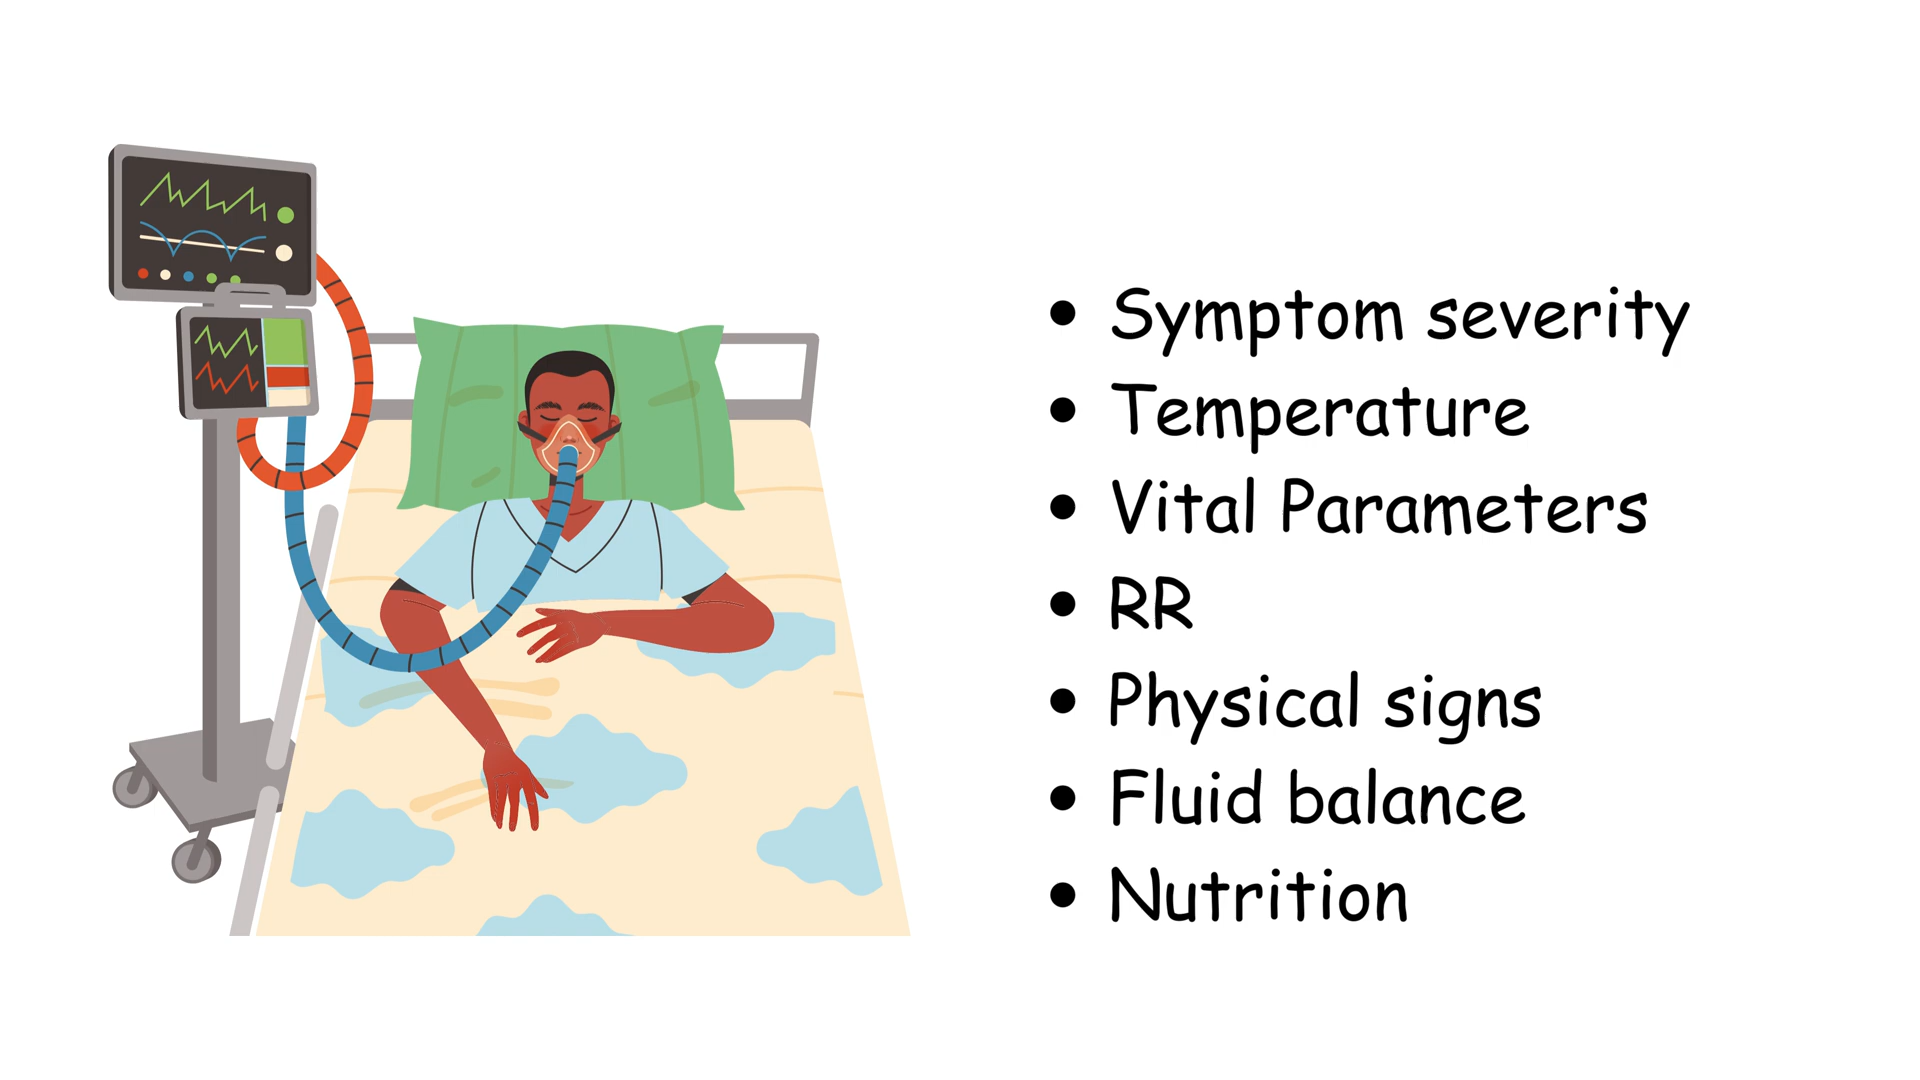 • Symptom severity
• Temperature
• Vital Parameters
• RR
• Physical signs
• Fluid balance
• Nutrition